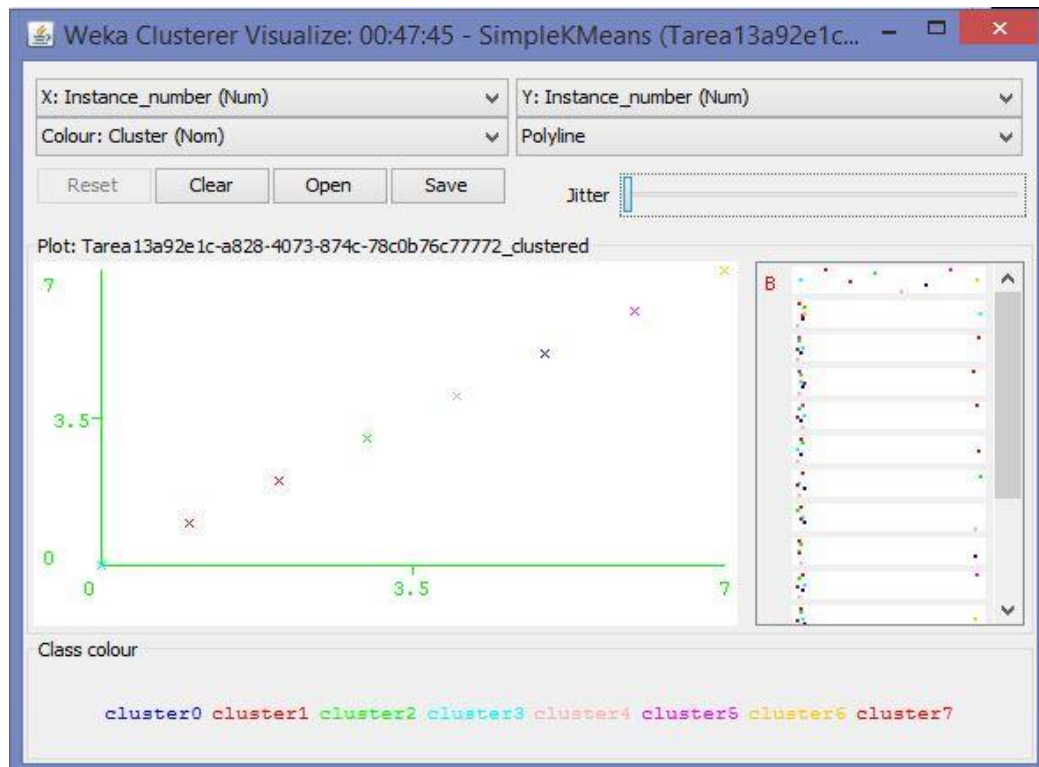 Weka Clusterer Visualize: 00:47:45 - SimpleKMeans (Tarea13a92e1c...
X: Instance_number (Num)
Y: Instance_number (Num)
Colour: Cluster (Nom)
Polyline
Reset
Clear
Open
Save
Jitter
Plot: Tarea13a92e1c-a828-4073-874c-78c0b76c77772_clustered
7
3.5
0
0
3.5
7
B
Class colour
cluster0 cluster1 cluster2 cluster3 cluster4 cluster5 cluster6 cluster7